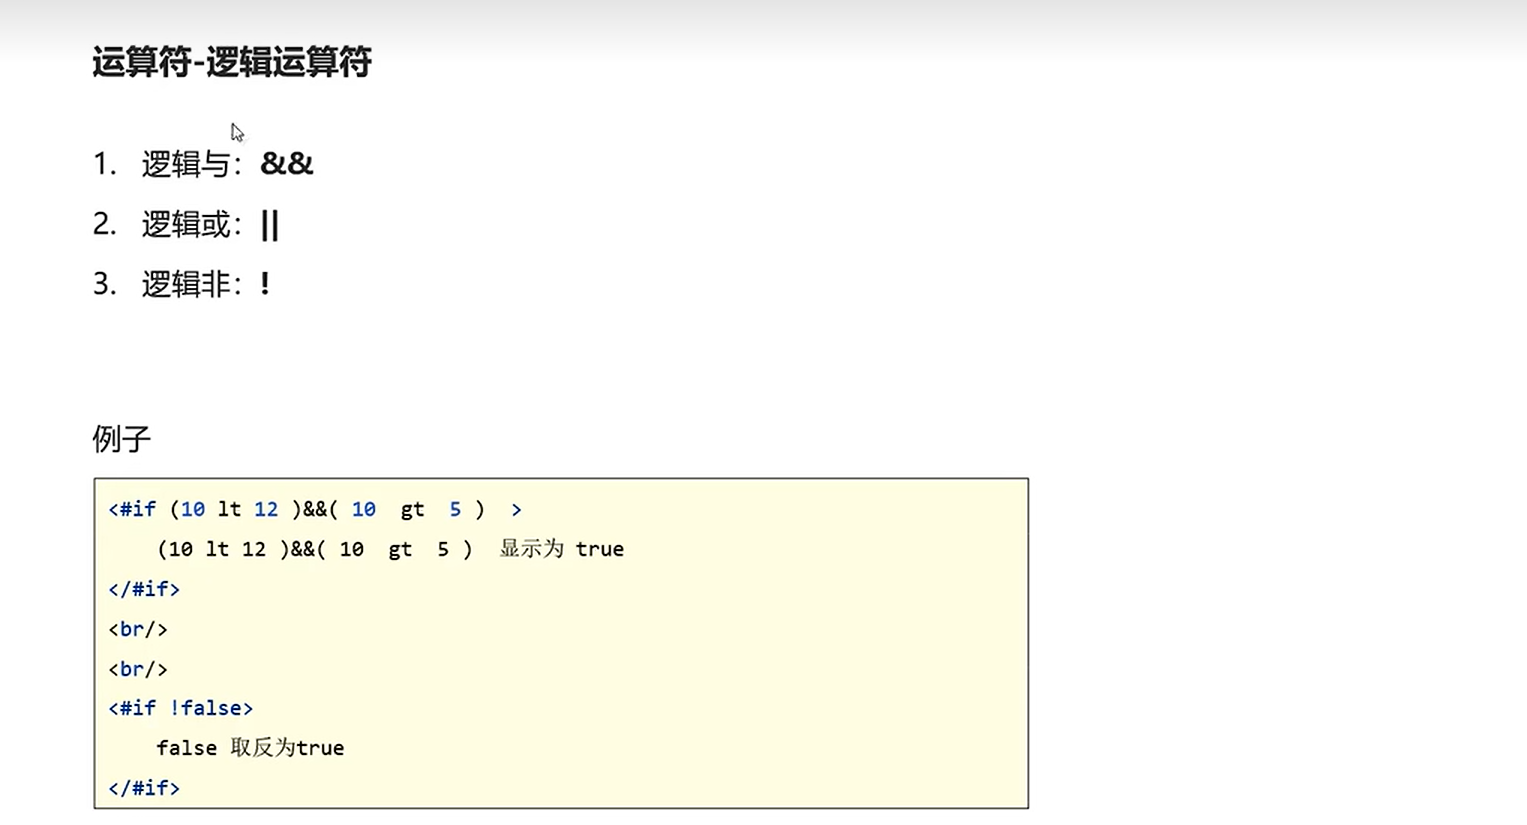 运算符-逻辑运算符
1. 逻辑与：&&
2. 逻辑或：||
3. 逻辑非：!
例子
<#if (10 lt 12 )&&( 10  gt  5 )  >
    (10 lt 12 )&&( 10  gt  5 )  显示为 true
</#if>
<br/>
<br/>
<#if !false>
    false 取反为true
</#if>